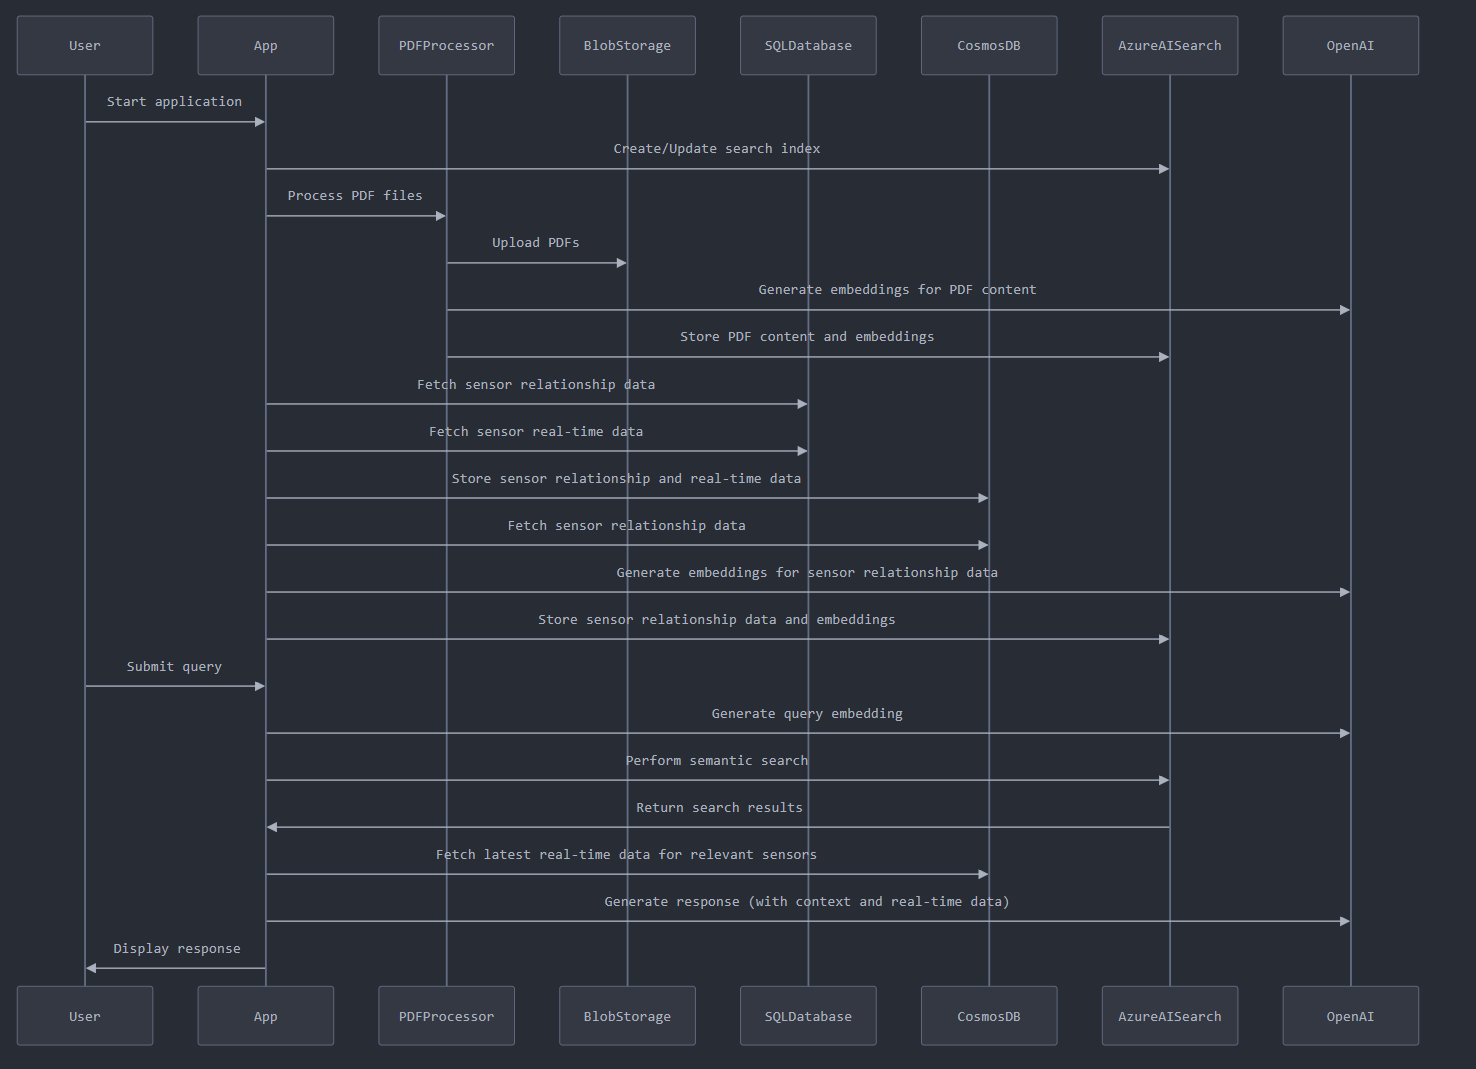 User
App
PDFProcessor
BlobStorage
SQLDatabase
CosmosDB
AzureAISearch
OpenAI
Start application
Create/Update search index
Process PDF files
Upload PDFs
Generate embeddings for PDF content
Store PDF content and embeddings
Fetch sensor relationship data
Fetch sensor real-time data
Store sensor relationship and real-time data
Fetch sensor relationship data
Generate embeddings for sensor relationship data
Store sensor relationship data and embeddings
Submit query
Generate query embedding
Perform semantic search
Return search results
Fetch latest real-time data for relevant sensors
Generate response (with context and real-time data)
Display response
User
App
PDFProcessor
BlobStorage
SQLDatabase
CosmosDB
AzureAISearch
OpenAI